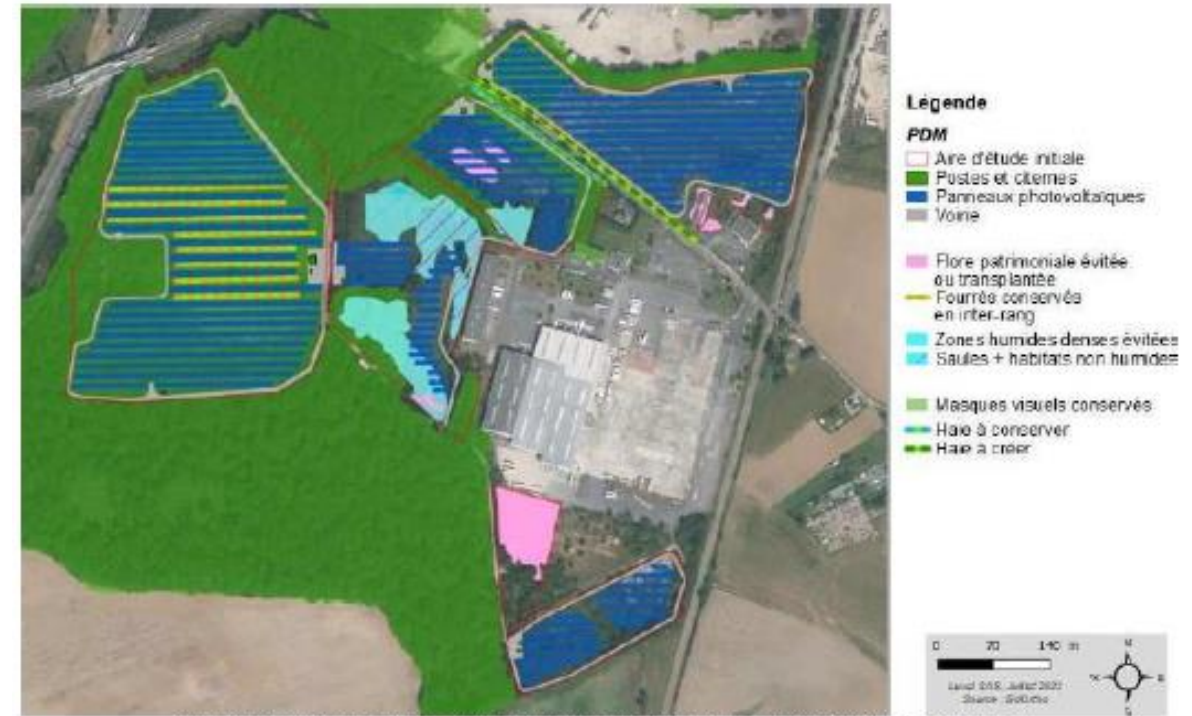 Légende
PDM
Aire d'étude initiale
Postes et citernes
Panneaux photovoltaïques
Voirie
Flore patrimoniale évitée
ou transplantée
Fourrés conservés
en inter-rang
Zones humides denses évitées
Saules + habitats non humides
Masques visuels conservés
Haie à conserver
Haie à créer
0 70 140 m
N
S